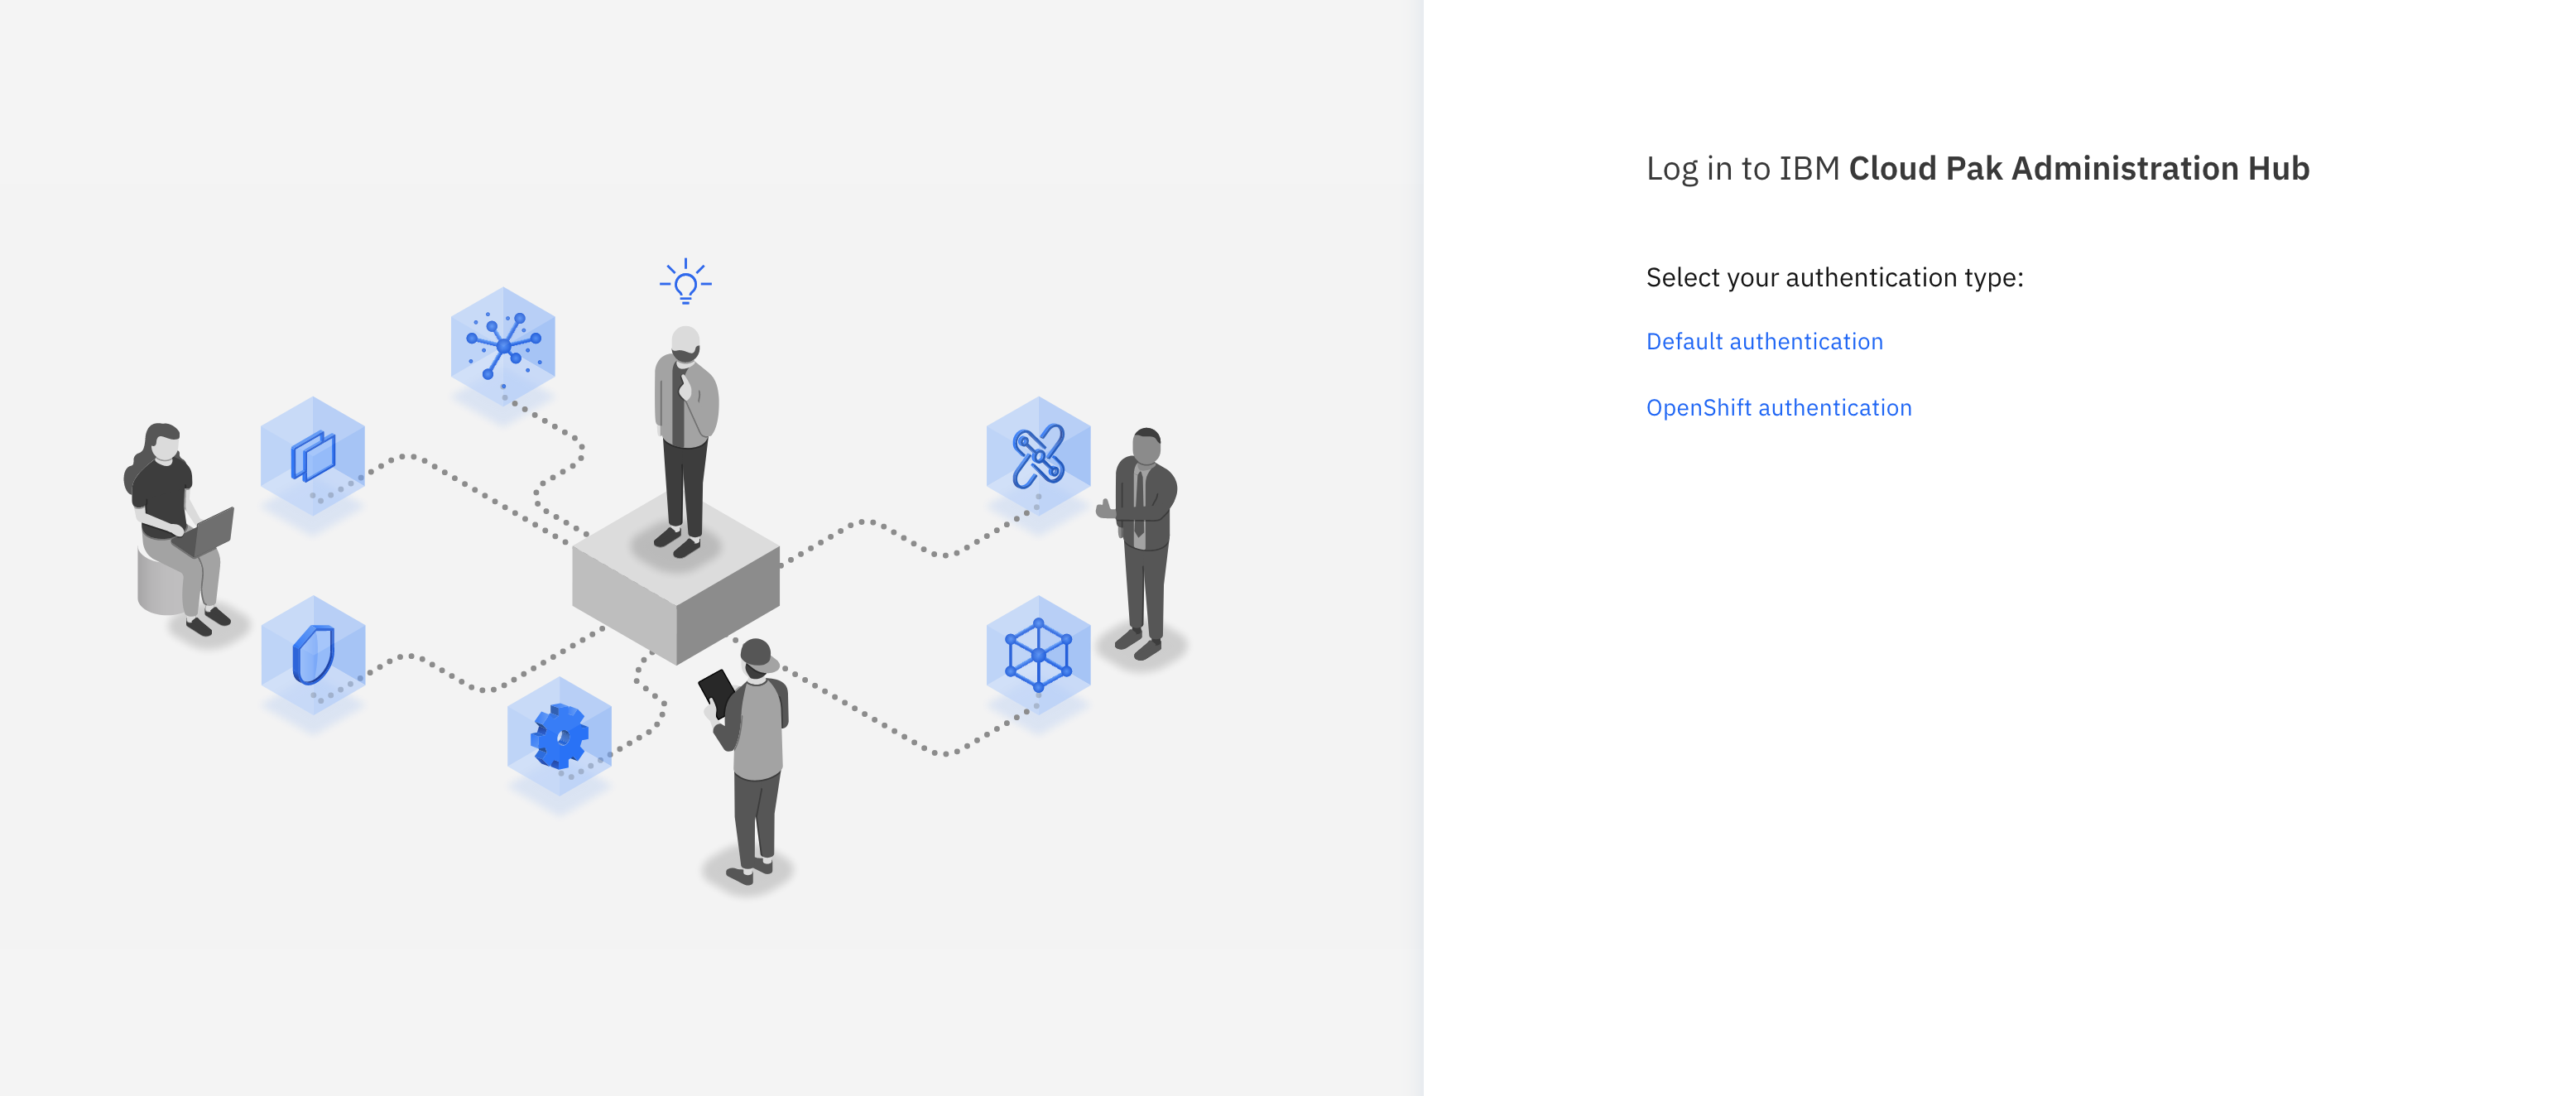 Log in to IBM Cloud Pak Administration Hub
Select your authentication type:
Default authentication
OpenShift authentication